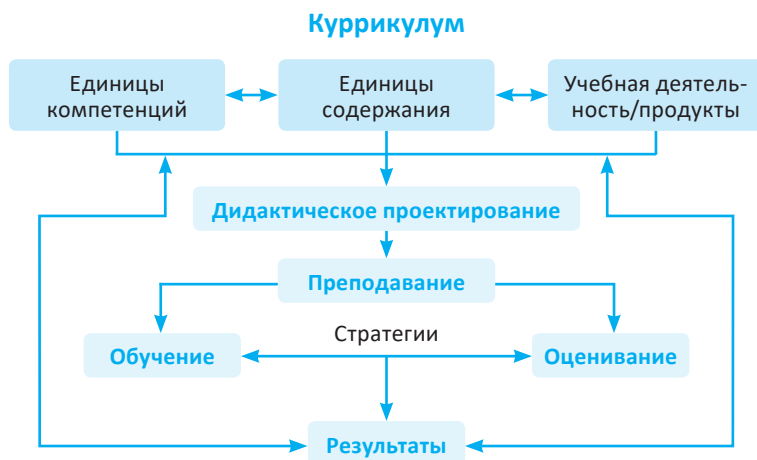 Куррикулум
Единицы
компетенций
Единицы
содержания
Учебная деятель-
ность/продукты
Дидактическое проектирование
Преподавание
Стратегии
Обучение
Оценивание
Результаты